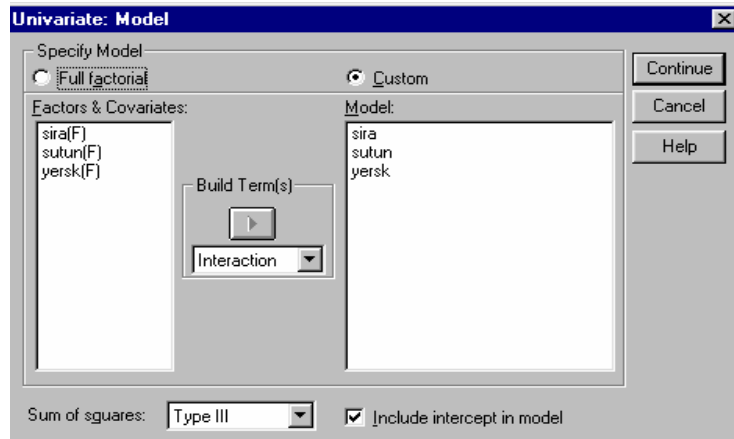 Univariate: Model
Specify Model
Full factorial
Custom
Continue
Cancel
Help
Factors & Covariates:
sira(F)
sutun(F)
yersk(F)
Build Term(s)
Interaction
Model:
sira
sutun
yersk
Sum of squares:
Type III
Include intercept in model